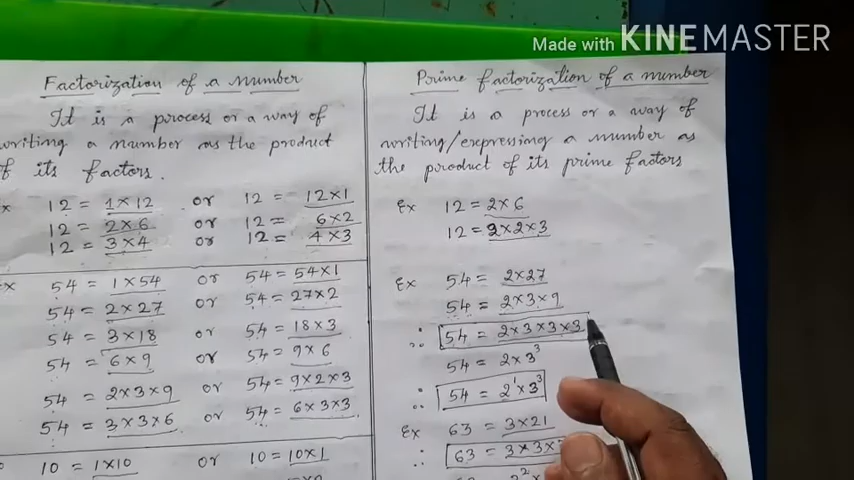 Made with KINEMASTER
Factorization of a number
It is a process or a way of
writing a number as the product
of its factors.
12 = 1×12 or 12 = 12×1
12 = 2×6 or 12 = 6×2
12 = 3×4 or 12 = 4×3
54 = 1×54 or 54 = 54×1
54 = 2×27 or 54 = 27×2
54 = 3×18 or 54 = 18×3
54 = 6×9 or 54 = 9×6
54 = 2×3×9 or 54 = 9×2×3
54 = 3×3×6 or 54 = 6×3×3
10 = 1×10 or 10 = 10×1
Prime factorization of a number
It is a process or a way of
writing/expressing a number as
the product of its prime factors
Ex 12 = 2×6
12 = 2×2×3
Ex 54 = 2×27
54 = 2×3×9
∴ 54 = 2×3×3×3
54 = 2×3³
∴ 54 = 2¹×3³
Ex 63 = 3×21
∴ 63 = 3×3×